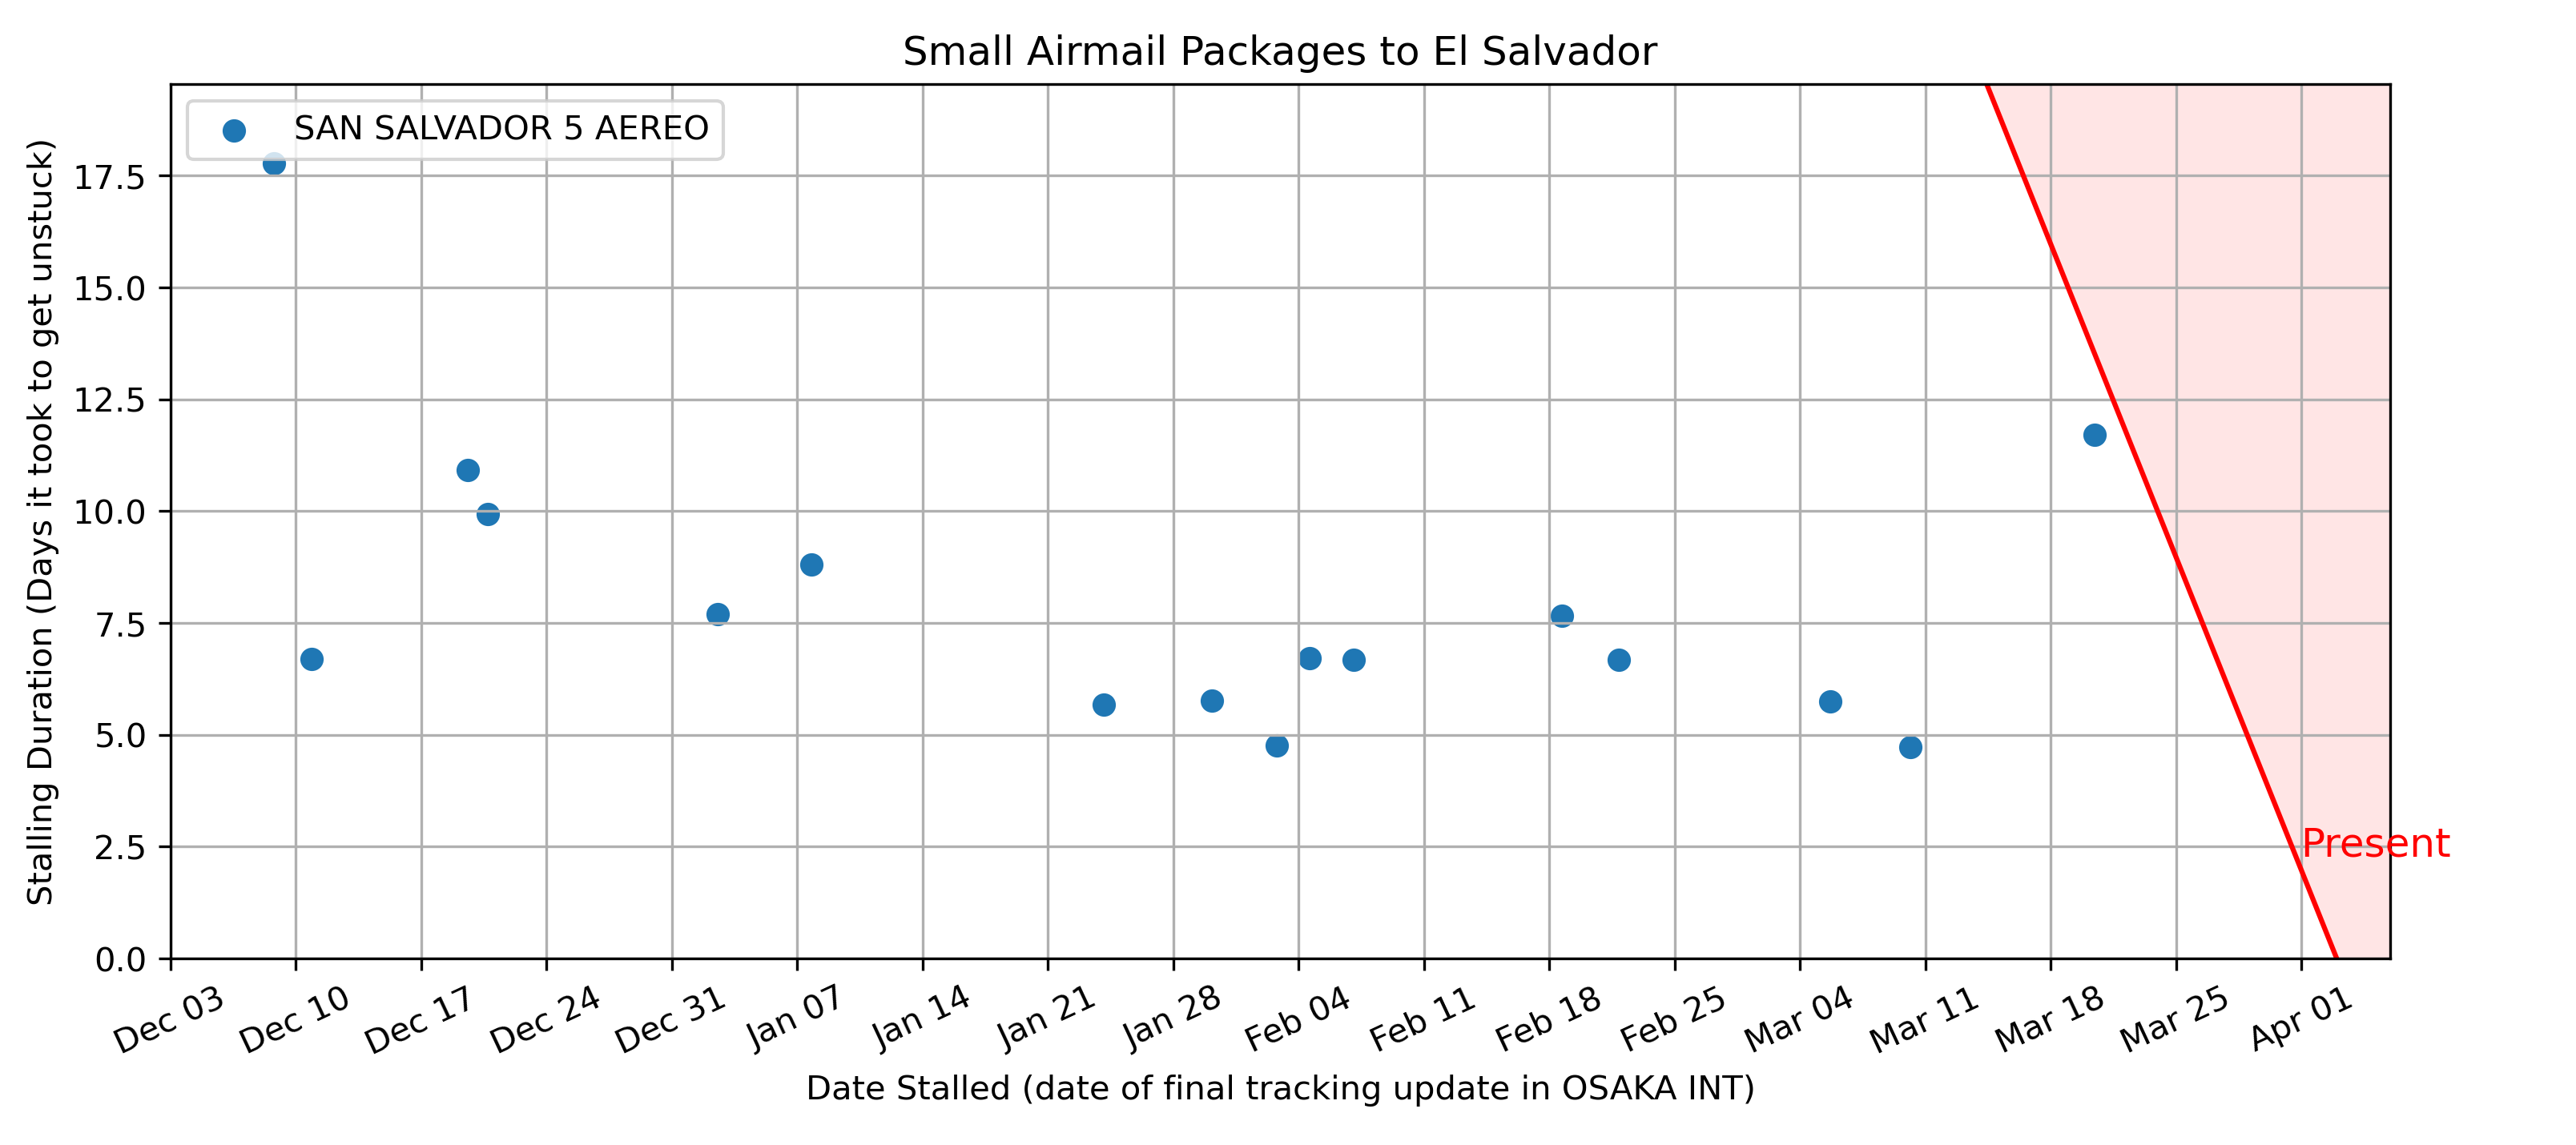 Small Airmail Packages to El Salvador
SAN SALVADOR 5 AEREO
Stalling Duration (Days it took to get unstuck)
17.5
15.0
12.5
10.0
7.5
5.0
2.5
0.0
Present
Dec 03
Dec 10
Dec 17
Dec 24
Dec 31
Jan 07
Jan 14
Jan 21
Jan 28
Feb 04
Feb 11
Feb 18
Feb 25
Mar 04
Mar 11
Mar 18
Mar 25
Apr 01
Date Stalled (date of final tracking update in OSAKA INT)